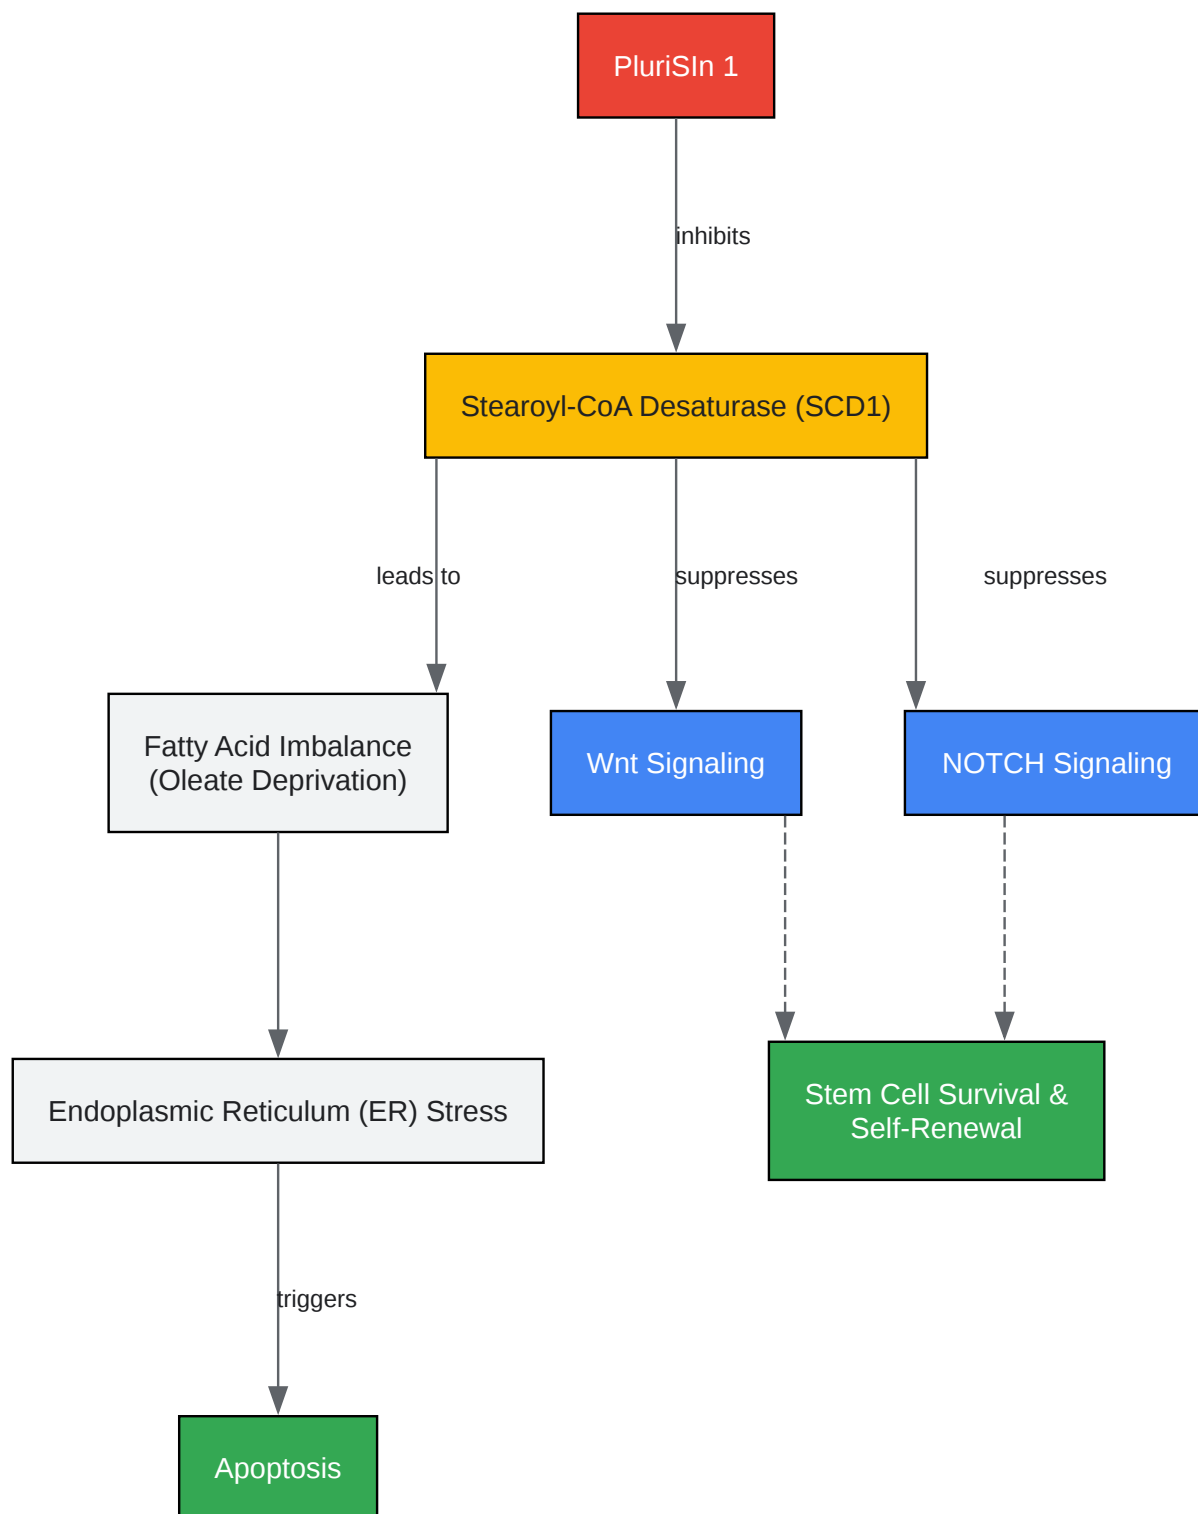 PluriSIn 1
inhibits
Stearoyl-CoA Desaturase (SCD1)
leads to
suppresses
suppresses
Fatty Acid Imbalance
(Oleate Deprivation)
Wnt Signaling
NOTCH Signaling
Endoplasmic Reticulum (ER) Stress
Stem Cell Survival &
Self-Renewal
triggers
Apoptosis